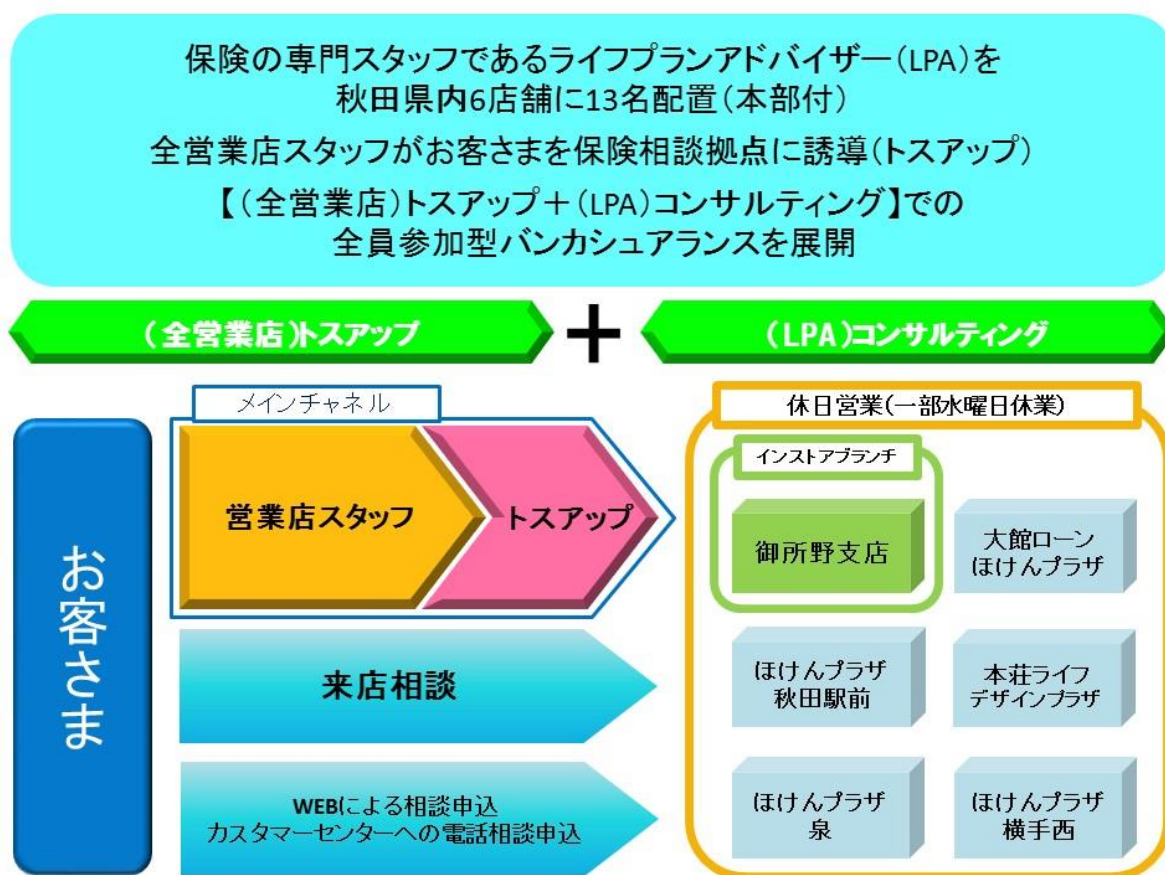 保険の専門スタッフであるライフプランアドバイザー(LPA)を
秋田県内6店舗に13名配置(本部付)
全営業店スタッフがお客さまを保険相談拠点に誘導(トスアップ)
【(全営業店)トスアップ+(LPA)コンサルティング】での
全員参加型バンカシュアランスを展開
(全営業店)トスアップ
+
(LPA)コンサルティング
お客さま
メインチャネル
営業店スタッフ
トスアップ
来店相談
WEBによる相談申込
カスタマーセンターへの電話相談申込
休日営業(一部水曜日休業)
インストアブランチ
御所野支店
大館ローン
ほけんプラザ
ほけんプラザ
秋田駅前
本荘ライフ
デザインプラザ
ほけんプラザ
泉
ほけんプラザ
横手西